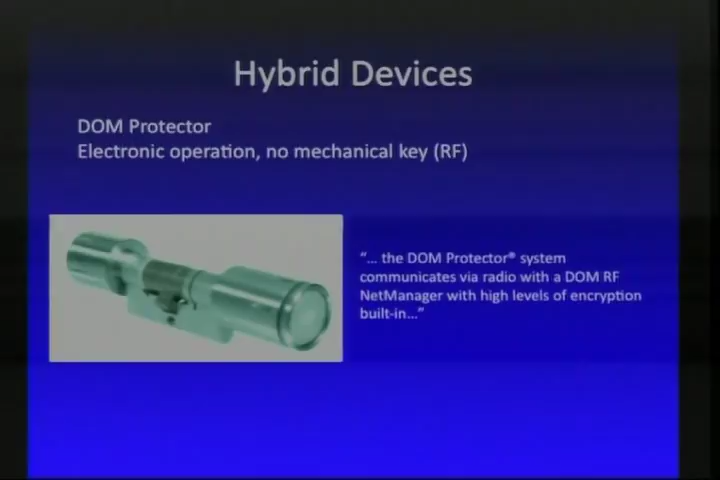 Hybrid Devices
DOM Protector
Electronic operation, no mechanical key (RF)
“... the DOM Protector® system
communicates via radio with a DOM RF
NetManager with high levels of encryption
built-in...”